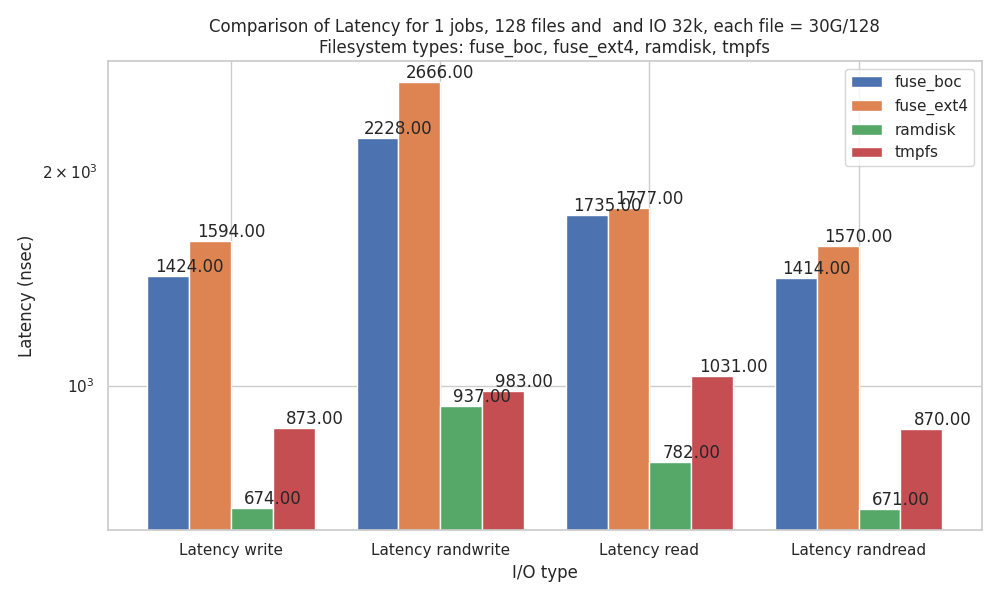 Comparison of Latency for 1 jobs, 128 files and  and IO 32k, each file = 30G/128
Filesystem types: fuse_boc, fuse_ext4, ramdisk, tmpfs
fuse_boc
fuse_ext4
ramdisk
tmpfs
Latency (nsec)
2 × 10³
10³
1424.00
1594.00
674.00
873.00
2228.00
2666.00
937.00
983.00
1735.00
1777.00
782.00
1031.00
1414.00
1570.00
671.00
870.00
Latency write
Latency randwrite
Latency read
Latency randread
I/O type